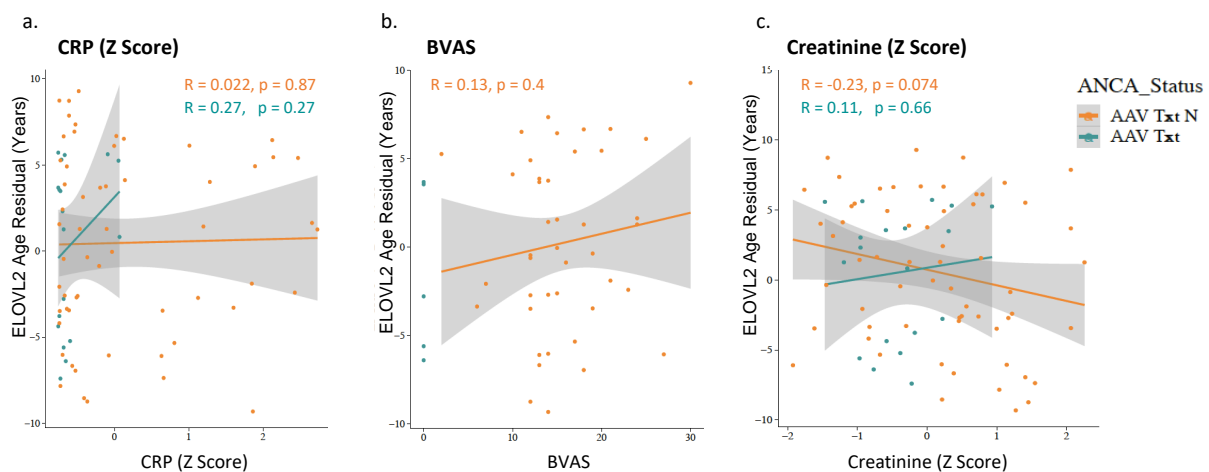 a.
CRP (Z Score)
R = 0.022, p = 0.87
R = 0.27, p = 0.27
ELOVL2 Age Residual (Years)
10
5
0
−5
−10
0
1
2
CRP (Z Score)
b.
BVAS
R = 0.13, p = 0.4
ELOVL2 Age Residual (Years)
10
5
0
−5
−10
0
10
20
30
BVAS
c.
Creatinine (Z Score)
R = -0.23, p = 0.074
R = 0.11, p = 0.66
ELOVL2 Age Residual (Years)
15
10
5
0
−5
−10
−2
−1
0
1
2
Creatinine (Z Score)
ANCA_Status
AAV Txt N
AAV Txt